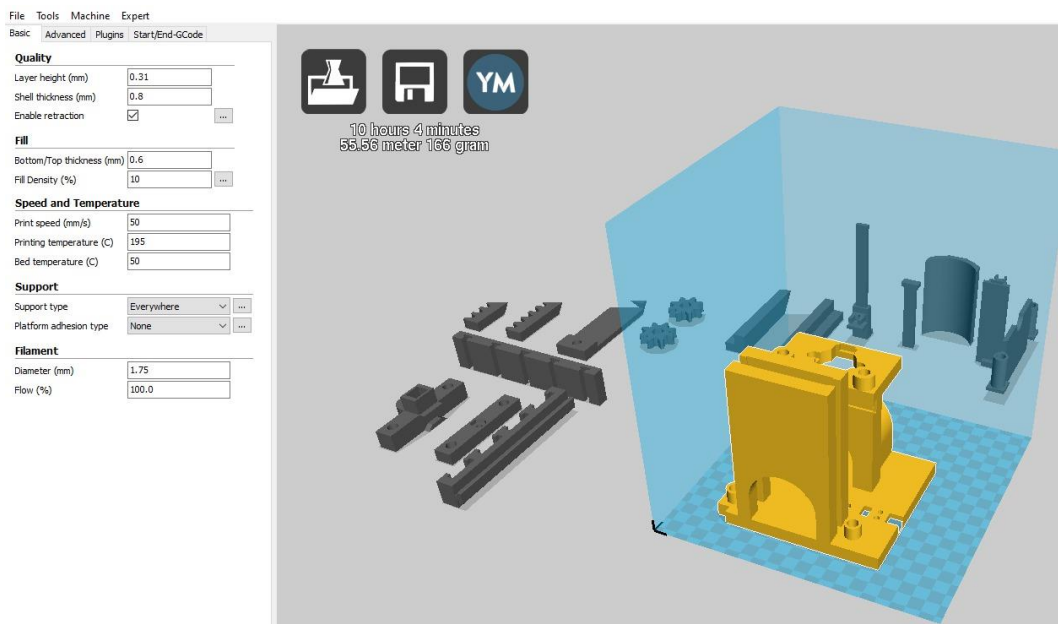 File Tools Machine Expert
Basic Advanced Plugins Start/End-GCode
Quality
Layer height (mm) 0.31
Shell thickness (mm) 0.8
Enable retraction ...
Fill
Bottom/Top thickness (mm) 0.6
Fill Density (%) 10 ...
Speed and Temperature
Print speed (mm/s) 50
Printing temperature (C) 195
Bed temperature (C) 50
Support
Support type Everywhere ...
Platform adhesion type None ...
Filament
Diameter (mm) 1.75
Flow (%) 100.0
YM
10 hours 4 minutes
55.56 meter 166 gram